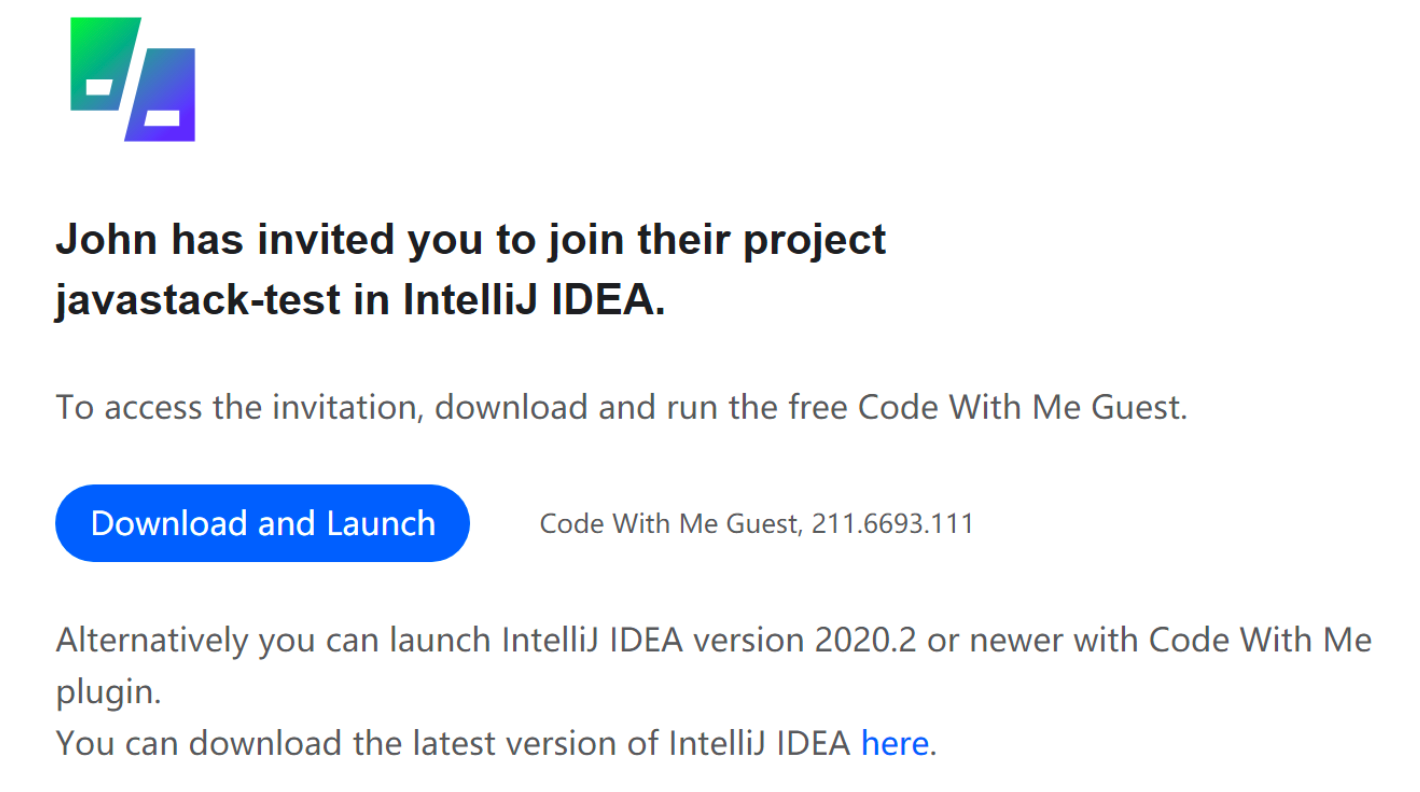 John has invited you to join their project
javastack-test in IntelliJ IDEA.
To access the invitation, download and run the free Code With Me Guest.
Download and Launch
Code With Me Guest, 211.6693.111
Alternatively you can launch IntelliJ IDEA version 2020.2 or newer with Code With Me
plugin.
You can download the latest version of IntelliJ IDEA here.